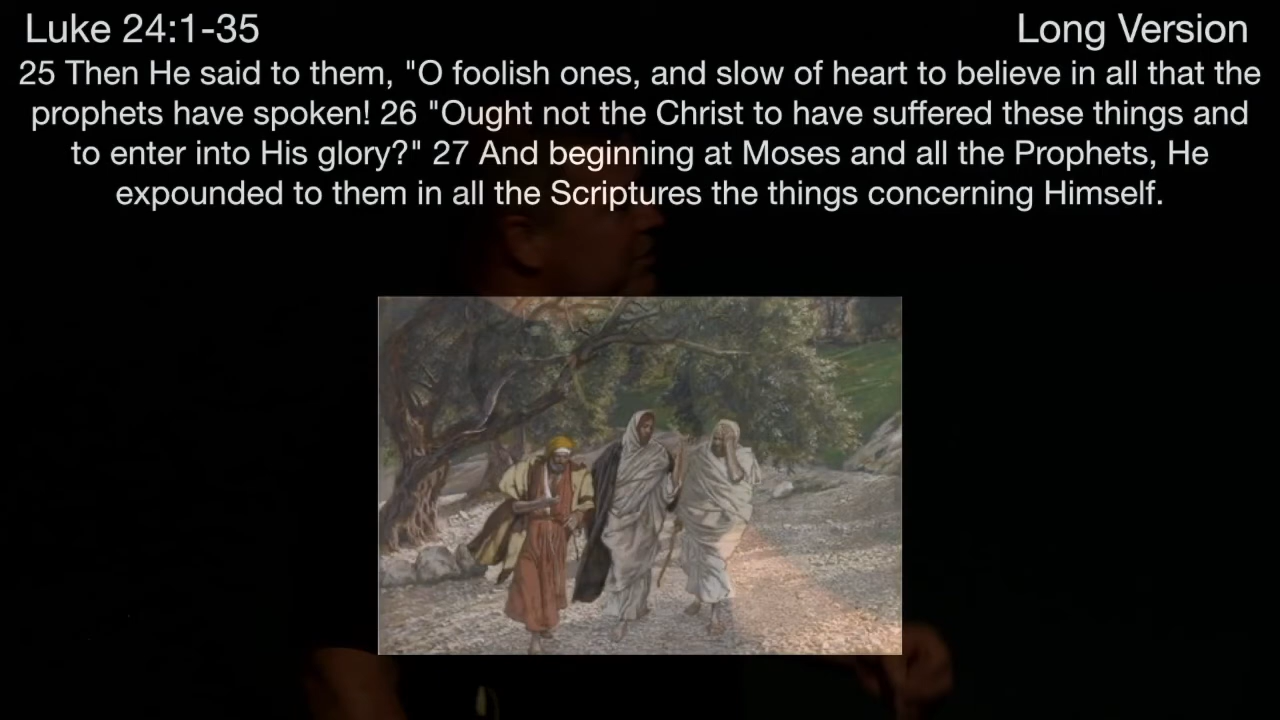 Luke 24:1-35 Long Version
25 Then He said to them, "O foolish ones, and slow of heart to believe in all that the
prophets have spoken! 26 "Ought not the Christ to have suffered these things and
to enter into His glory?" 27 And beginning at Moses and all the Prophets, He
expounded to them in all the Scriptures the things concerning Himself.